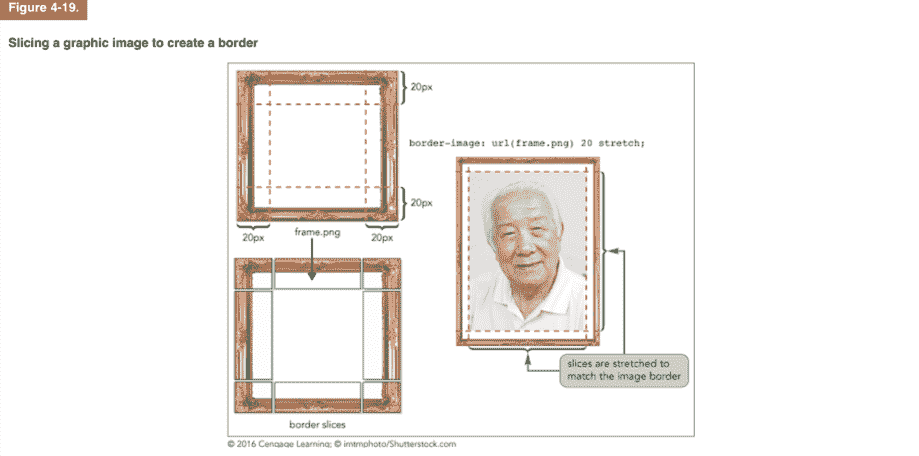 Figure 4-19.
Slicing a graphic image to create a border
20px
border-image: url(frame.png) 20 stretch;
20px
20px
frame.png
20px
slices are stretched to
match the image border
border slices
© 2016 Cengage Learning; © imtmphoto/Shutterstock.com